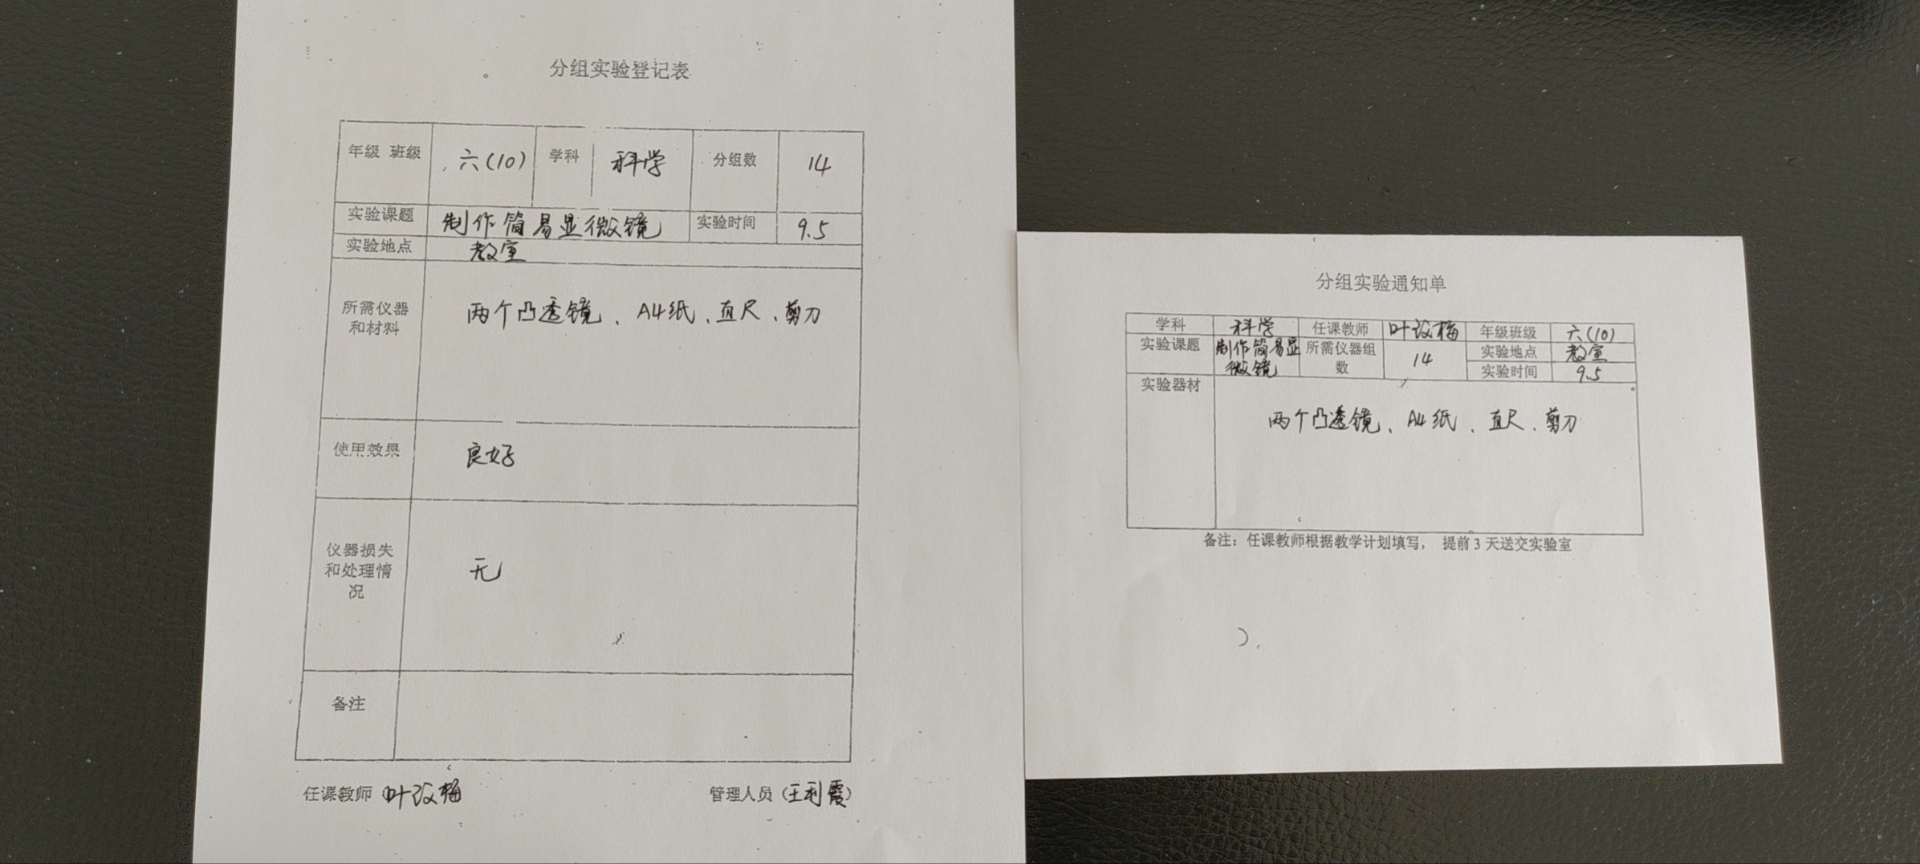 分组实验登记表
年级 班级 六(10) 学科 科学 分组数 14
实验课题 制作简易显微镜 实验时间 9.5
实验地点 教室
所需仪器和材料 两个凸透镜、A4纸、直尺、剪刀
使用效果 良好
仪器损失和处理情况 无
备注
任课教师(叶 梅 管理人员(王利霞)
分组实验通知单
学科 科学 任课教师 叶 梅 年级班级 六(10)
实验课题 制作简易显微镜 所需仪器组数 14 实验地点 教室
实验时间 9.5
实验器材 两个凸透镜、A4纸、直尺、剪刀
备注：任课教师根据教学计划填写， 提前3天送交实验室